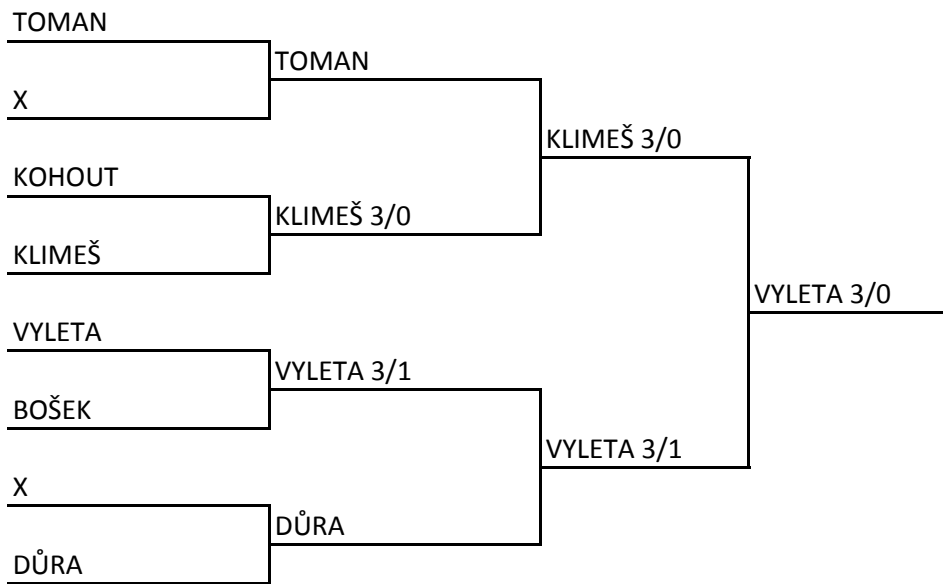 TOMAN
X
KOHOUT
KLIMEŠ
VYLETA
BOŠEK
X
DŮRA
TOMAN
KLIMEŠ 3/0
VYLETA 3/1
DŮRA
KLIMEŠ 3/0
VYLETA 3/1
VYLETA 3/0